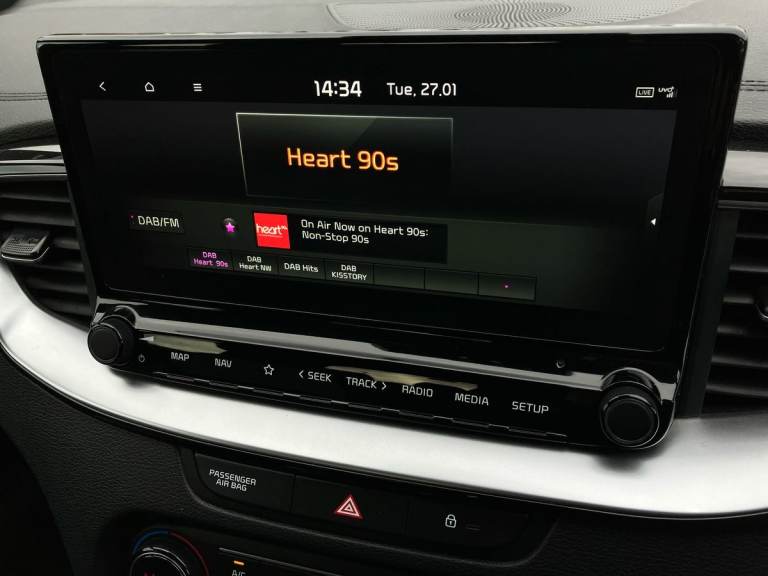 14:34 Tue, 27.01 LIVE UVO
Heart 90s
DAB/FM
heart 90s
On Air Now on Heart 90s:
Non-Stop 90s
DAB
Heart 90s
DAB
Heart NW
DAB Hits
DAB
KISSTORY
MAP NAV < SEEK TRACK > RADIO MEDIA SETUP
PASSENGER
AIR BAG
A/C